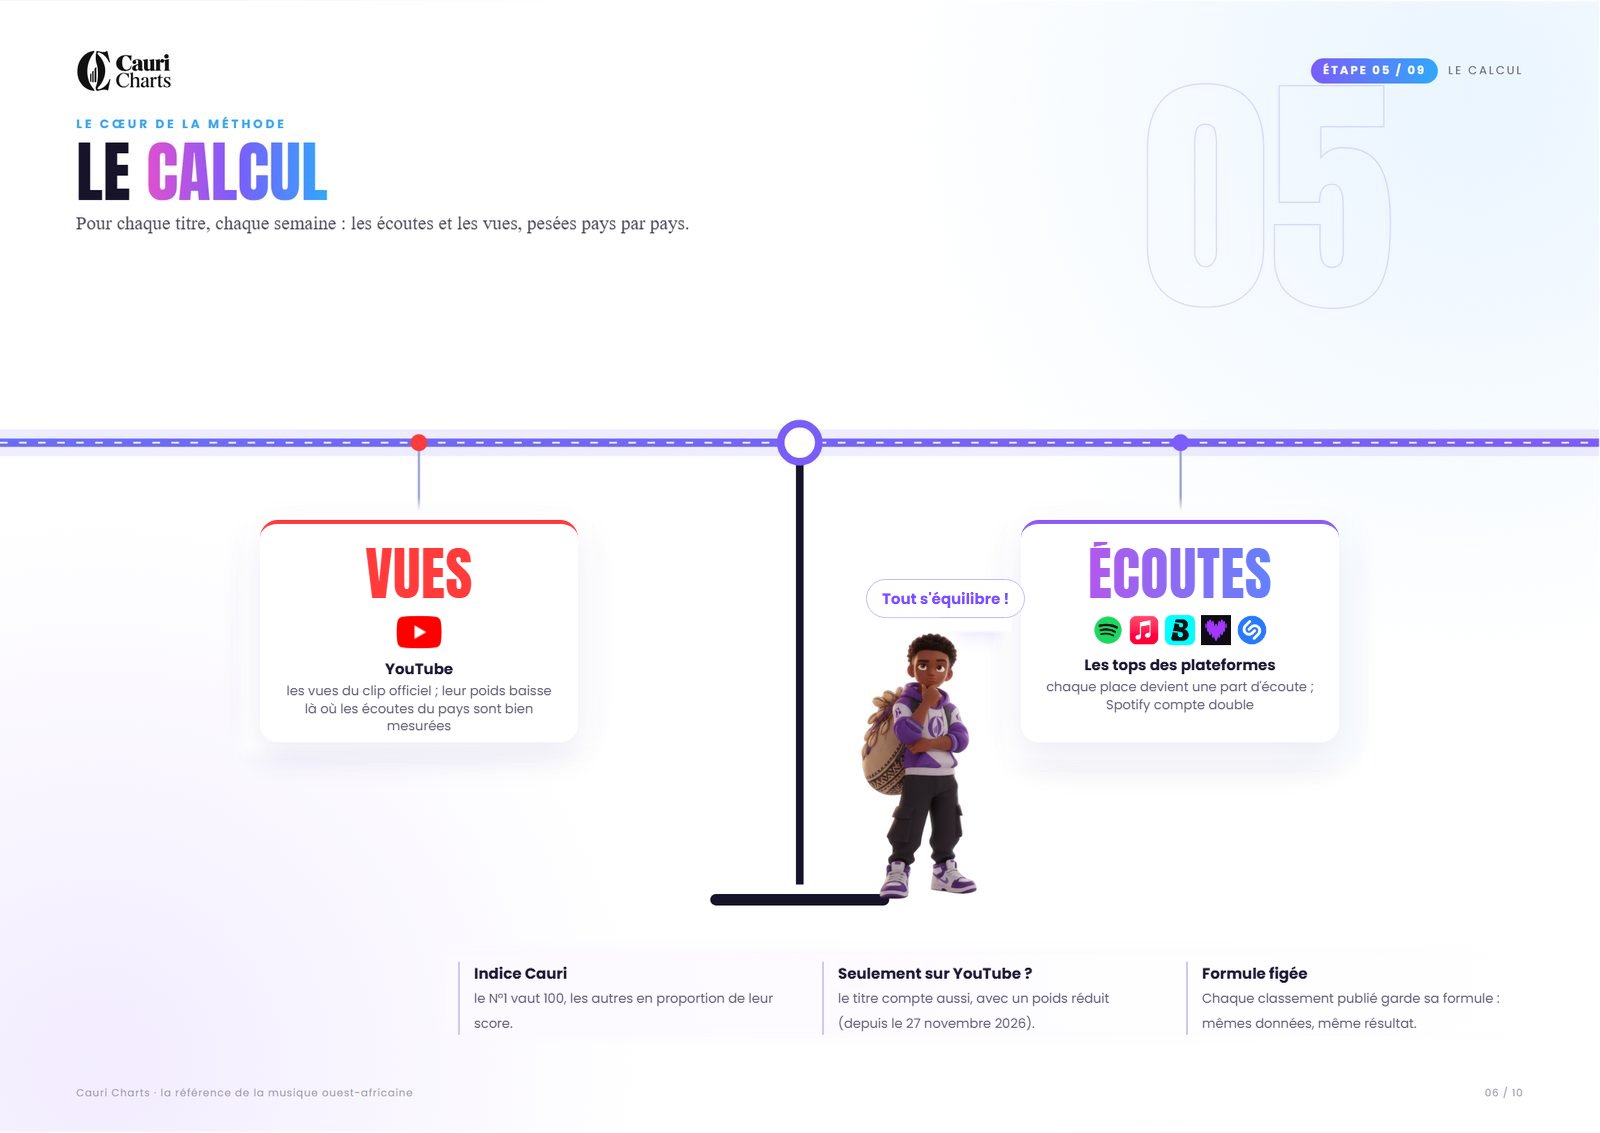 Cauri
Charts
ÉTAPE 05 / 09
LE CALCUL
05
LE CŒUR DE LA MÉTHODE
LE CALCUL
Pour chaque titre, chaque semaine : les écoutes et les vues, pesées pays par pays.
VUES
YouTube
les vues du clip officiel ; leur poids baisse
là où les écoutes du pays sont bien
mesurées
Tout s'équilibre !
ÉCOUTES
Les tops des plateformes
chaque place devient une part d'écoute ;
Spotify compte double
Indice Cauri
le N°1 vaut 100, les autres en proportion de leur
score.
Seulement sur YouTube ?
le titre compte aussi, avec un poids réduit
(depuis le 27 novembre 2026).
Formule figée
Chaque classement publié garde sa formule :
mêmes données, même résultat.
Cauri Charts · la référence de la musique ouest-africaine
06 / 10